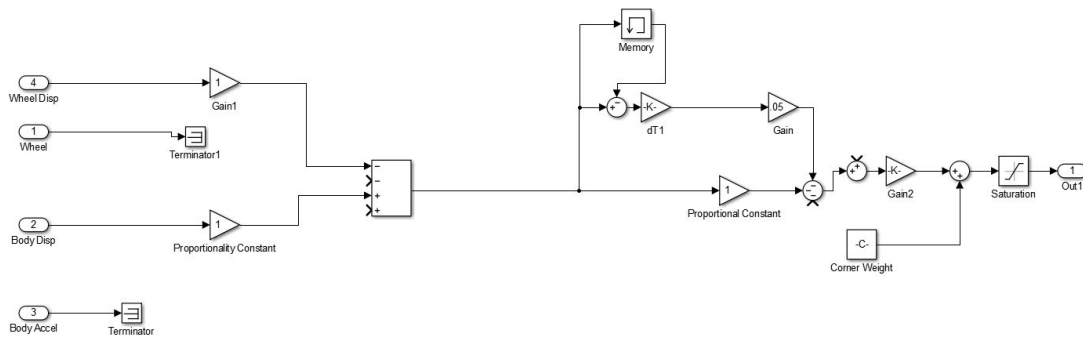 Memory
4
Wheel Disp
1
Gain1
-K-
dT1
.05
Gain
1
Wheel
Terminator1
-K-
Gain2
Saturation
1
Out1
1
Proportional Constant
2
Body Disp
1
Proportionality Constant
-C-
Corner Weight
3
Body Accel
Terminator